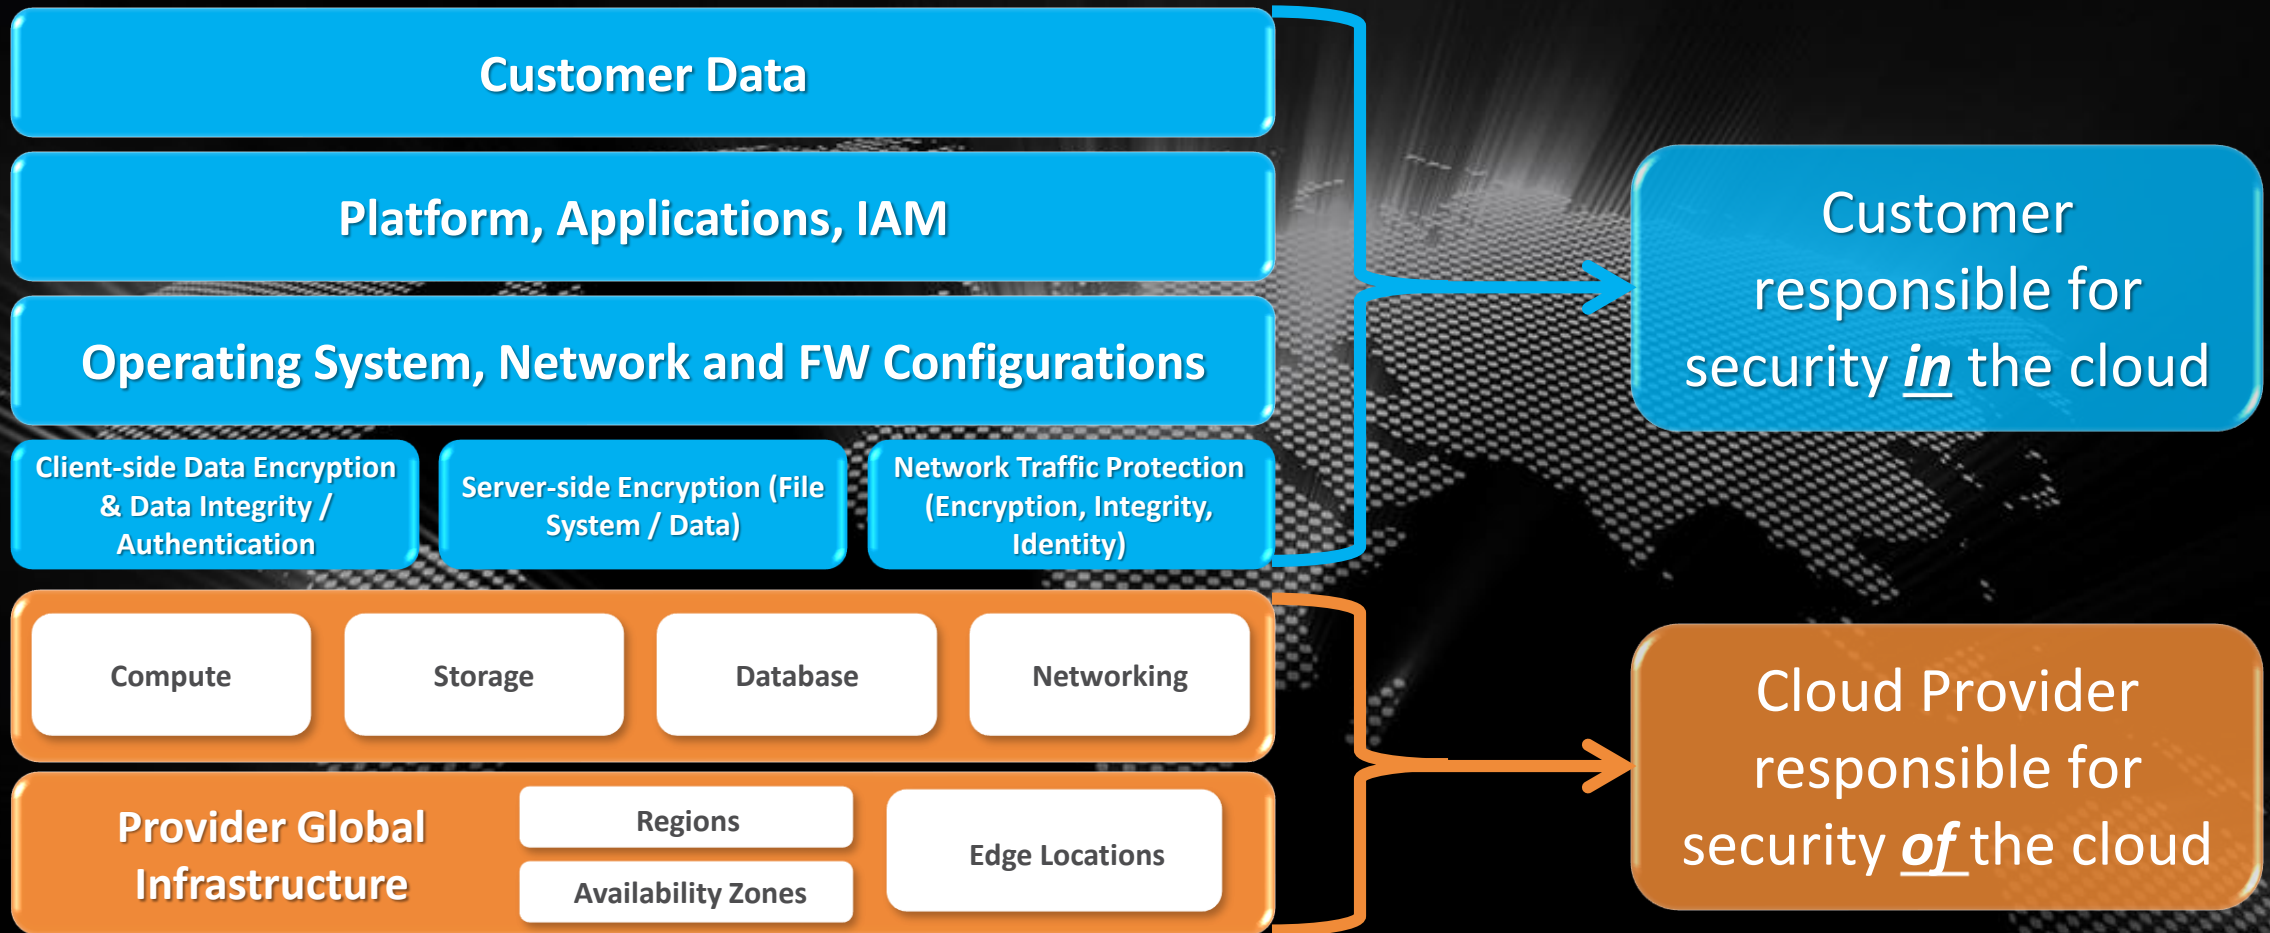 Customer Data
Platform, Applications, IAM
Operating System, Network and FW Configurations
Client-side Data Encryption
& Data Integrity /
Authentication
Server-side Encryption (File
System / Data)
Network Traffic Protection
(Encryption, Integrity,
Identity)
Customer
responsible for
security in the cloud
Compute
Storage
Database
Networking
Provider Global
Infrastructure
Regions
Availability Zones
Edge Locations
Cloud Provider
responsible for
security of the cloud